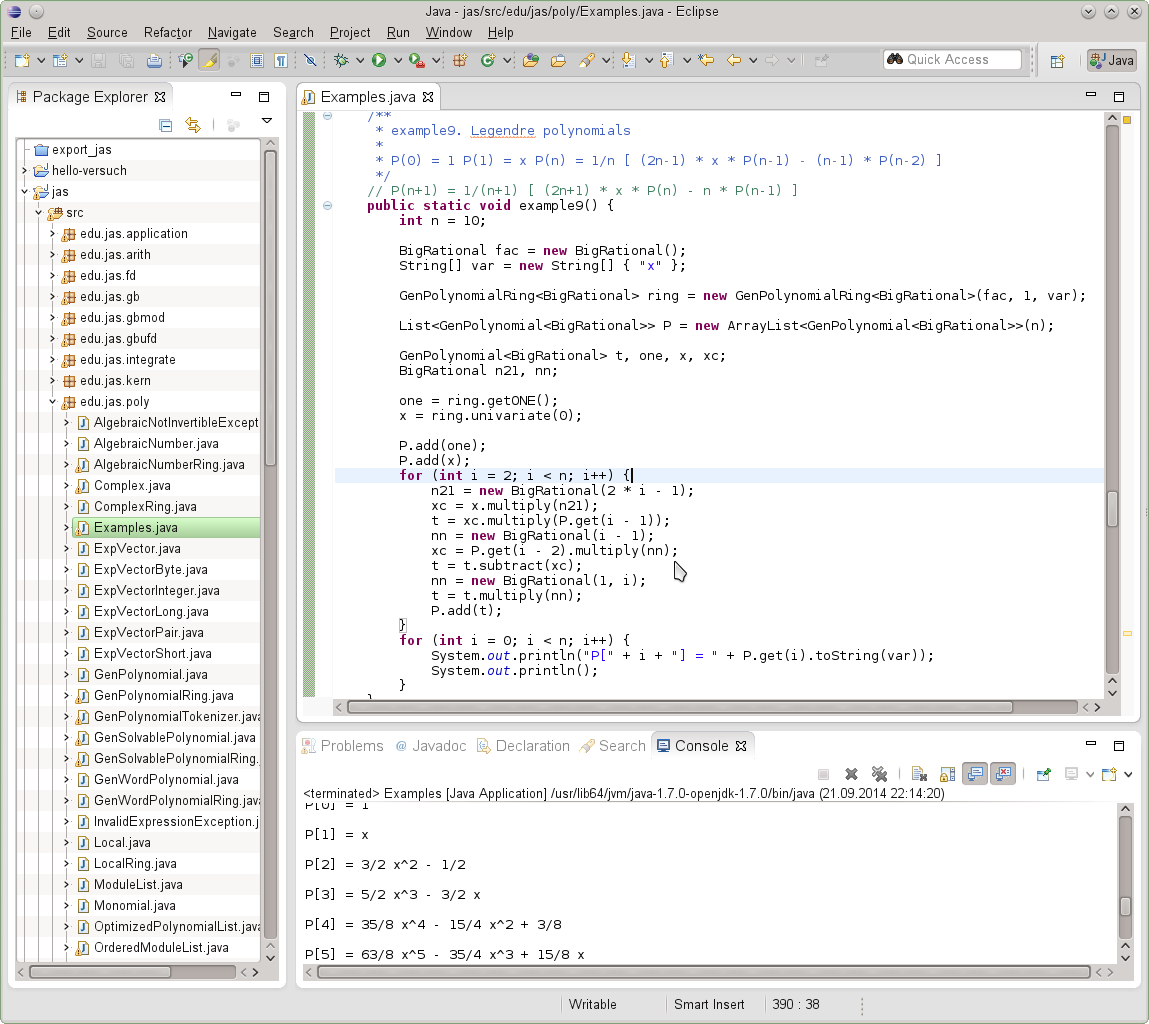 Java - jas/src/edu/jas/poly/Examples.java - Eclipse
File Edit Source Refactor Navigate Search Project Run Window Help
Quick Access
Java
Package Explorer
export_jas
hello-versuch
jas
src
edu.jas.application
edu.jas.arith
edu.jas.fd
edu.jas.gb
edu.jas.gbmod
edu.jas.gbufd
edu.jas.integrate
edu.jas.kern
edu.jas.poly
AlgebraicNotInvertibleExcept
AlgebraicNumber.java
AlgebraicNumberRing.java
Complex.java
ComplexRing.java
Examples.java
ExpVector.java
ExpVectorByte.java
ExpVectorInteger.java
ExpVectorLong.java
ExpVectorPair.java
ExpVectorShort.java
GenPolynomial.java
GenPolynomialRing.java
GenPolynomialTokenizer.java
GenSolvablePolynomial.java
GenSolvablePolynomialRing.
GenWordPolynomial.java
GenWordPolynomialRing.java
InvalidExpressionException.j
Local.java
LocalRing.java
ModuleList.java
Monomial.java
OptimizedPolynomialList.java
OrderedModuleList.java
Examples.java
/**
* example9. Legendre polynomials
*
* P(0) = 1 P(1) = x P(n) = 1/n [ (2n-1) * x * P(n-1) - (n-1) * P(n-2) ]
*/
// P(n+1) = 1/(n+1) [ (2n+1) * x * P(n) - n * P(n-1) ]
public static void example9() {
int n = 10;
BigRational fac = new BigRational();
String[] var = new String[] { "x" };
GenPolynomialRing<BigRational> ring = new GenPolynomialRing<BigRational>(fac, 1, var);
List<GenPolynomial<BigRational>> P = new ArrayList<GenPolynomial<BigRational>>(n);
GenPolynomial<BigRational> t, one, x, xc;
BigRational n21, nn;
one = ring.getONE();
x = ring.univariate(0);
P.add(one);
P.add(x);
for (int i = 2; i < n; i++) {
n21 = new BigRational(2 * i - 1);
xc = x.multiply(n21);
t = xc.multiply(P.get(i - 1));
nn = new BigRational(i - 1);
xc = P.get(i - 2).multiply(nn);
t = t.subtract(xc);
nn = new BigRational(1, i);
t = t.multiply(nn);
P.add(t);
}
for (int i = 0; i < n; i++) {
System.out.println("P[" + i + "] = " + P.get(i).toString(var));
System.out.println();
}
}
Problems Javadoc Declaration Search Console
<terminated> Examples [Java Application] /usr/lib64/jvm/java-1.7.0-openjdk-1.7.0/bin/java (21.09.2014 22:14:20)
P[0] = 1
P[1] = x
P[2] = 3/2 x^2 - 1/2
P[3] = 5/2 x^3 - 3/2 x
P[4] = 35/8 x^4 - 15/4 x^2 + 3/8
P[5] = 63/8 x^5 - 35/4 x^3 + 15/8 x
Writable Smart Insert 390 : 38